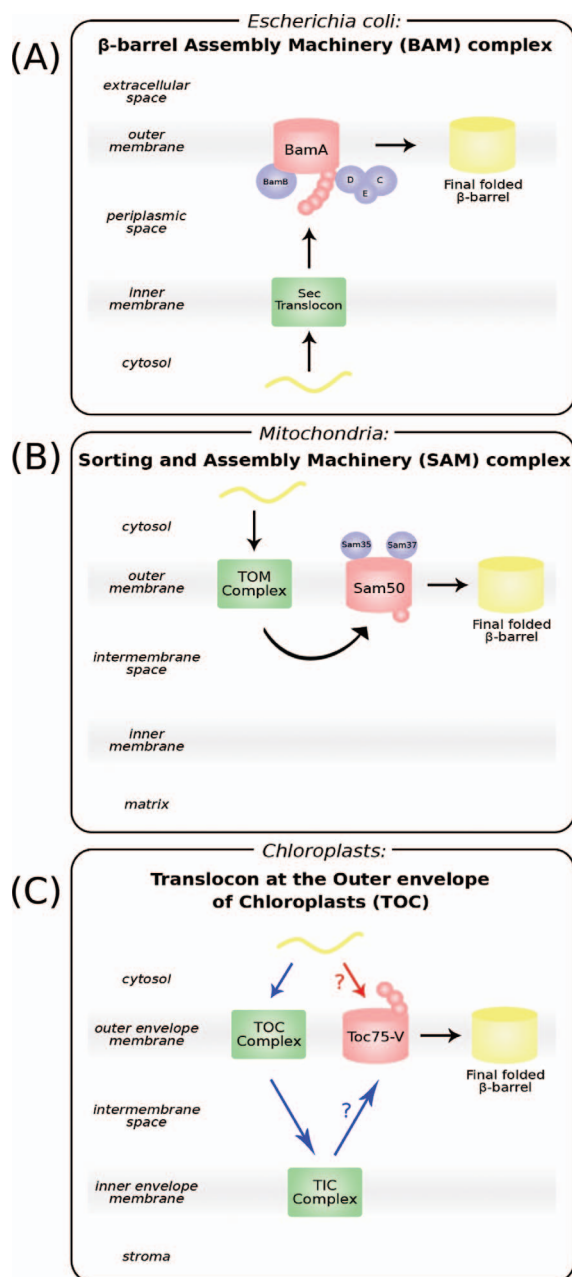 (A)
Escherichia coli:
β-barrel Assembly Machinery (BAM) complex
extracellular
space
outer
membrane
BamA
BamB
D
C
E
Final folded
β-barrel
periplasmic
space
inner
membrane
Sec
Translocon
cytosol
(B)
Mitochondria:
Sorting and Assembly Machinery (SAM) complex
cytosol
Sam35
Sam37
outer
membrane
TOM
Complex
Sam50
Final folded
β-barrel
intermembrane
space
inner
membrane
matrix
(C)
Chloroplasts:
Translocon at the Outer envelope
of Chloroplasts (TOC)
cytosol
?
outer envelope
membrane
TOC
Complex
Toc75-V
Final folded
β-barrel
intermembrane
space
?
inner envelope
membrane
TIC
Complex
stroma